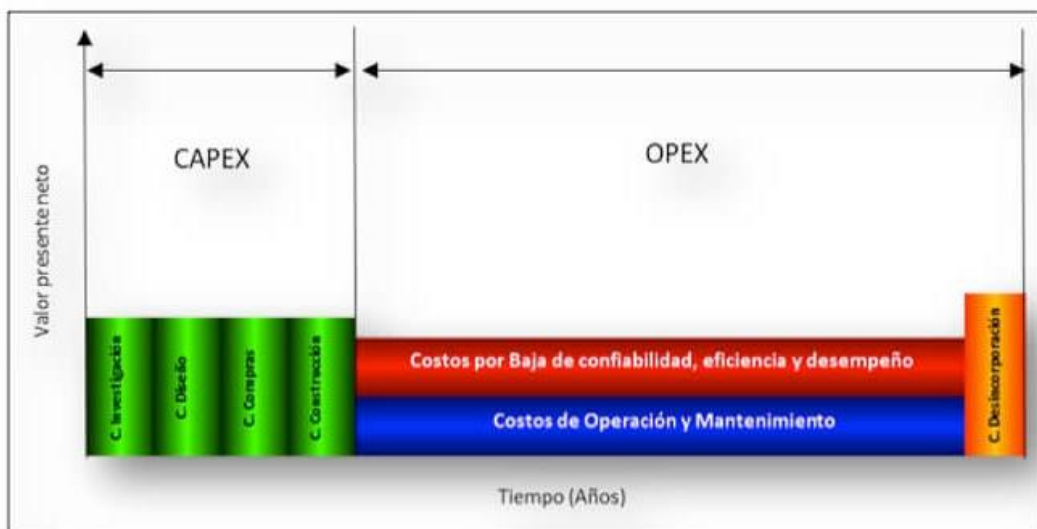 CAPEX
OPEX
Valor presente neto
C. Investigación
C. Diseño
C. Compras
C. Construcción
Costos por Baja de confiabilidad, eficiencia y desempeño
Costos de Operación y Mantenimiento
C. Desincorporación
Tiempo (Años)